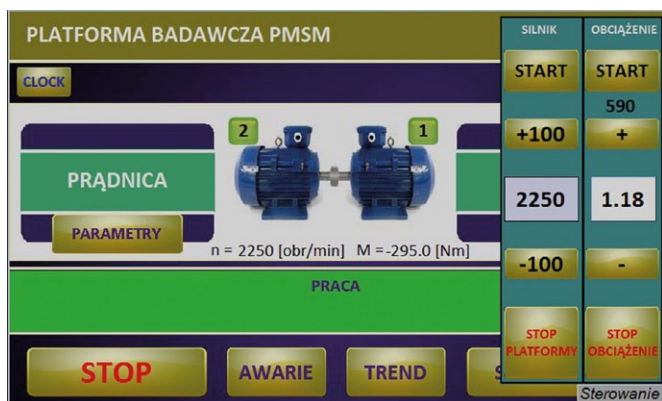 PLATFORMA BADAWCZA PMSM
CLOCK
2
1
PRĄDNICA
PARAMETRY
n = 2250 [obr/min] M =-295.0 [Nm]
PRACA
STOP
AWARIE
TREND
SILNIK
START
+100
2250
-100
STOP
PLATFORMY
OBCIĄŻENIE
START
590
+
1.18
-
STOP
OBCIĄŻENIE
Sterowanie